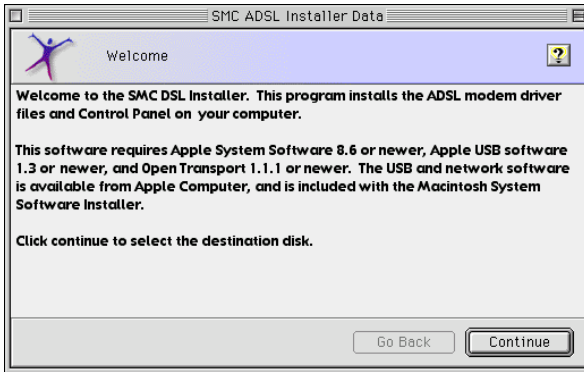 SMC ADSL Installer Data
Welcome
?
Welcome to the SMC DSL Installer. This program installs the ADSL modem driver
files and Control Panel on your computer.
This software requires Apple System Software 8.6 or newer, Apple USB software
1.3 or newer, and Open Transport 1.1.1 or newer. The USB and network software
is available from Apple Computer, and is included with the Macintosh System
Software Installer.
Click continue to select the destination disk.
Go Back
Continue